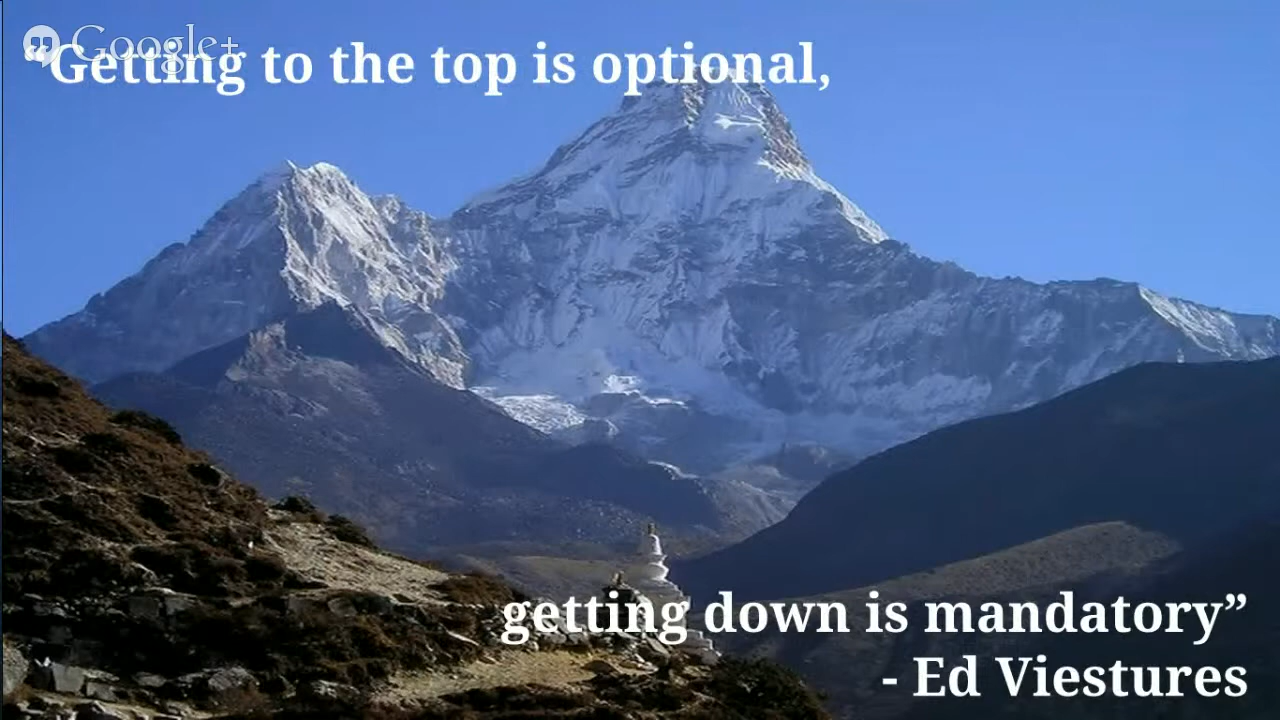 Google+
“Getting to the top is optional,
getting down is mandatory”
- Ed Viestures